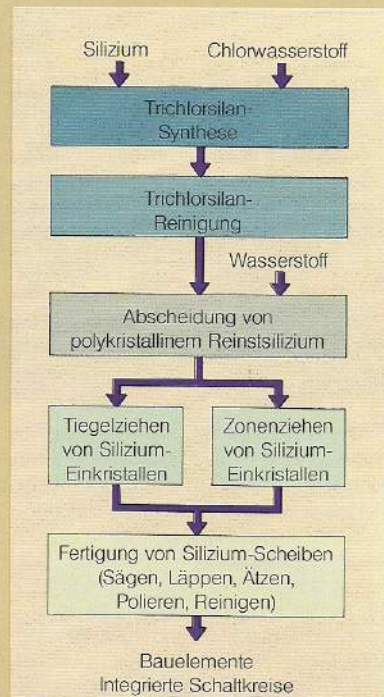 Silizium Chlorwasserstoff
Trichlorsilan-
Synthese
Trichlorsilan-
Reinigung
Wasserstoff
Abscheidung von
polykristallinem Reinstsilizium
Tiegelziehen
von Silizium-
Einkristallen
Zonenziehen
von Silizium-
Einkristallen
Fertigung von Silizium-Scheiben
(Sägen, Läppen, Ätzen,
Polieren, Reinigen)
Bauelemente
Integrierte Schaltkreise